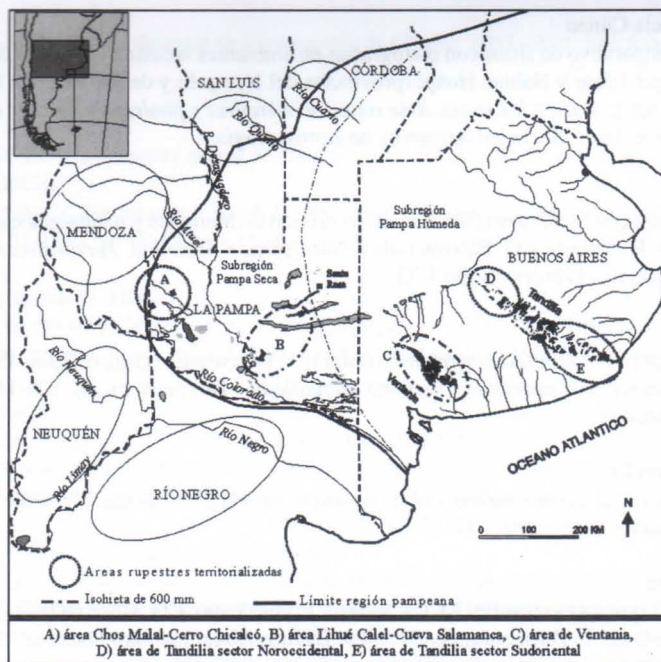 CÓRDOBA
SAN LUIS
Río Cuarto
MENDOZA
Río Atuel
Subregión
Pampa Húmeda
Subregión
Pampa Seca
Santa
Rosa
BUENOS AIRES
A
LA PAMPA
B
C
D
Tandilia
E
Ventania
Río Neuquén
Río Colorado
NEUQUÉN
Río Limay
Río Negro
RÍO NEGRO
OCEANO ATLANTICO
0 100 200 KM
N
Areas rupestres territorializadas
Isohieta de 600 mm
Límite región pampeana
A) área Chos Malal-Cerro Chicalcó, B) área Lihué Calel-Cueva Salamanca, C) área de Ventania,
D) área de Tandilia sector Noroccidental, E) área de Tandilia sector Sudoriental